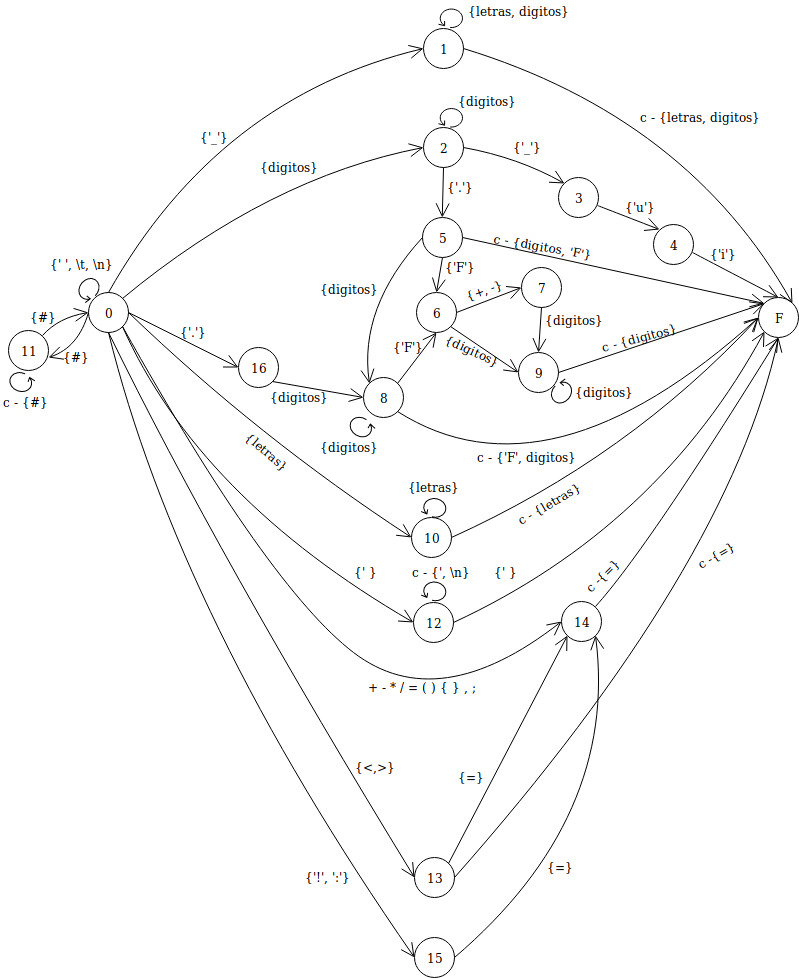 {letras, digitos}
1
c - {letras, digitos}
{digitos}
{'_'}
{digitos}
2
{'_'}
{'.'}
3
{'u'}
4
{'i'}
5
c - {digitos, 'F'}
{' ', \t, \n}
{'F'}
{digitos}
{+, -}
7
0
6
F
{#}
{#}
11
c - {#}
{'.'}
16
{digitos}
{'F'}
{digitos}
{digitos}
c - {digitos}
9
{digitos}
8
{digitos}
c - {'F', digitos}
{letras}
{letras}
10
c - {letras}
{' }
c - {', \n}
{' }
12
c -{=}
14
c -{=}
+ - * / = ( ) { } , ;
{<,>}
{=}
13
{'!', ':'}
{=}
15